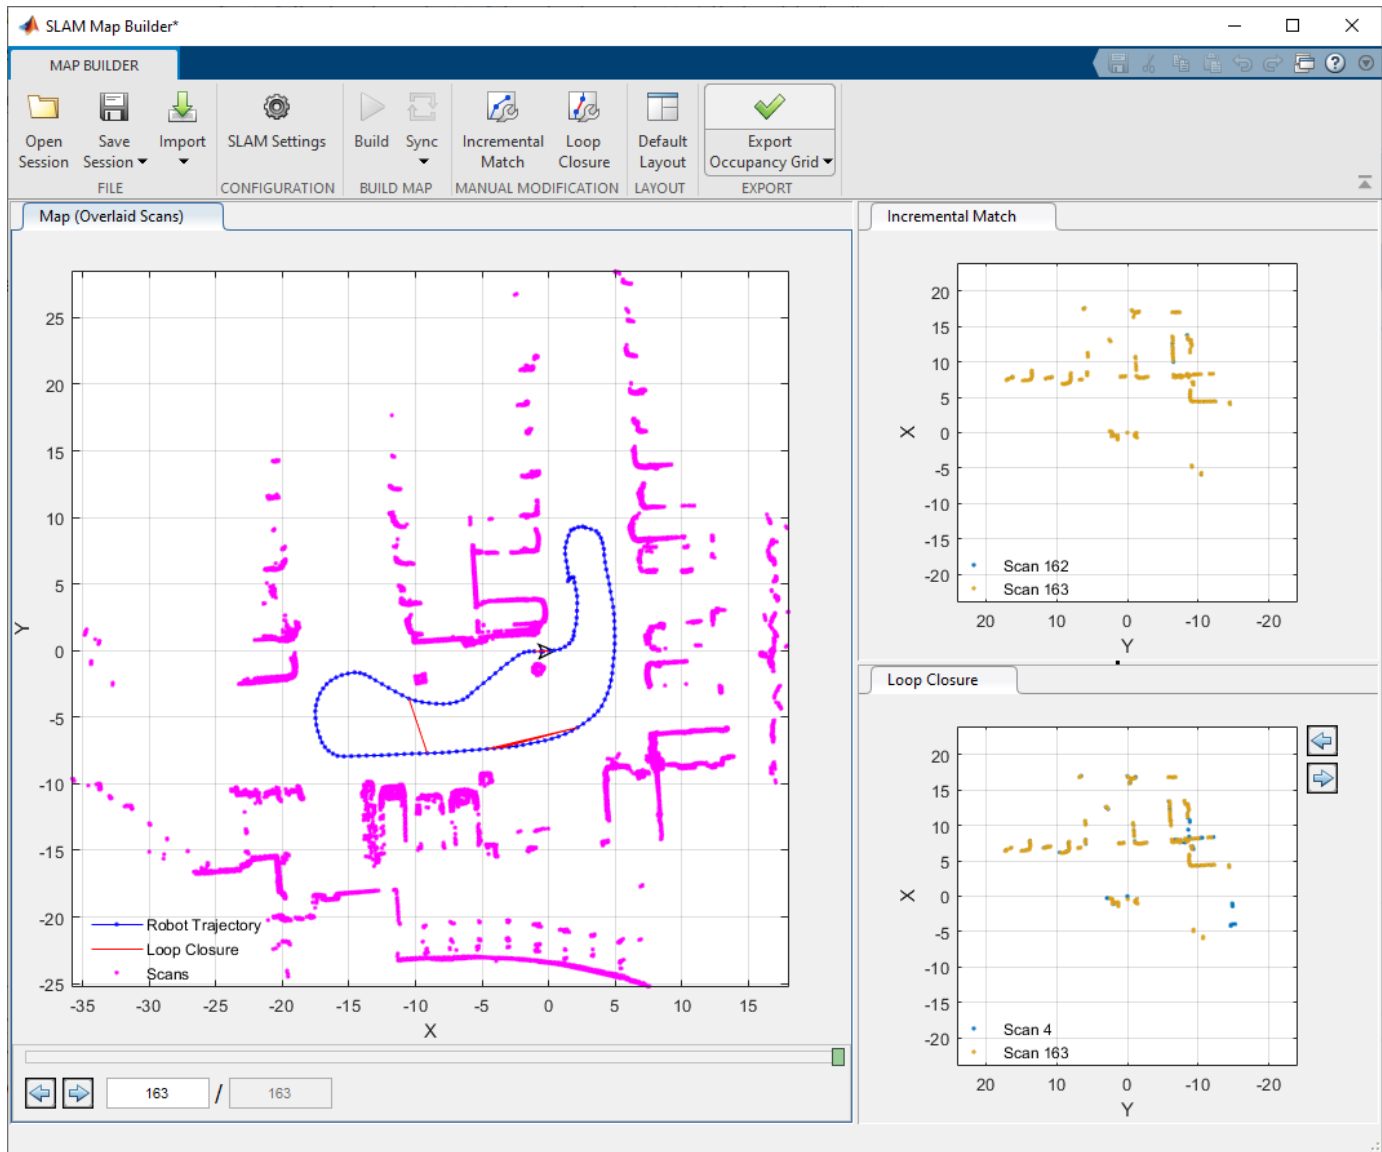 SLAM Map Builder*
MAP BUILDER
Open Session
Save Session
Import
SLAM Settings
Build
Sync
Incremental Match
Loop Closure
Default Layout
Export Occupancy Grid
FILE
CONFIGURATION
BUILD MAP
MANUAL MODIFICATION
LAYOUT
EXPORT
Map (Overlaid Scans)
25
20
15
10
5
0
-5
-10
-15
-20
-25
Y
Robot Trajectory
Loop Closure
Scans
-35 -30 -25 -20 -15 -10 -5 0 5 10 15
X
163 / 163
Incremental Match
20
15
10
5
0
-5
-10
-15
-20
X
Scan 162
Scan 163
20 10 0 -10 -20
Y
Loop Closure
20
15
10
5
0
-5
-10
-15
-20
X
Scan 4
Scan 163
20 10 0 -10 -20
Y